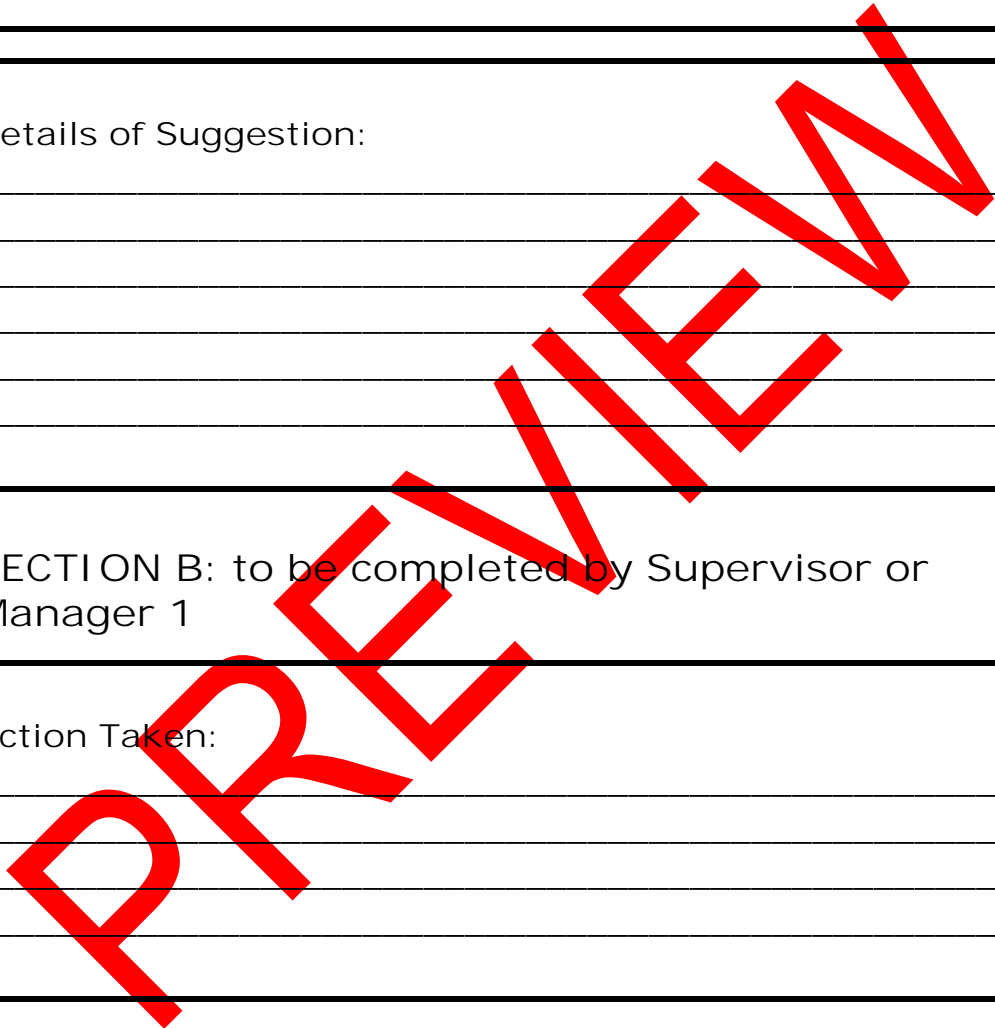 etails of Suggestion:
ECTION B: to be completed by Supervisor or
Manager 1
ction Taken:
PREVIEW